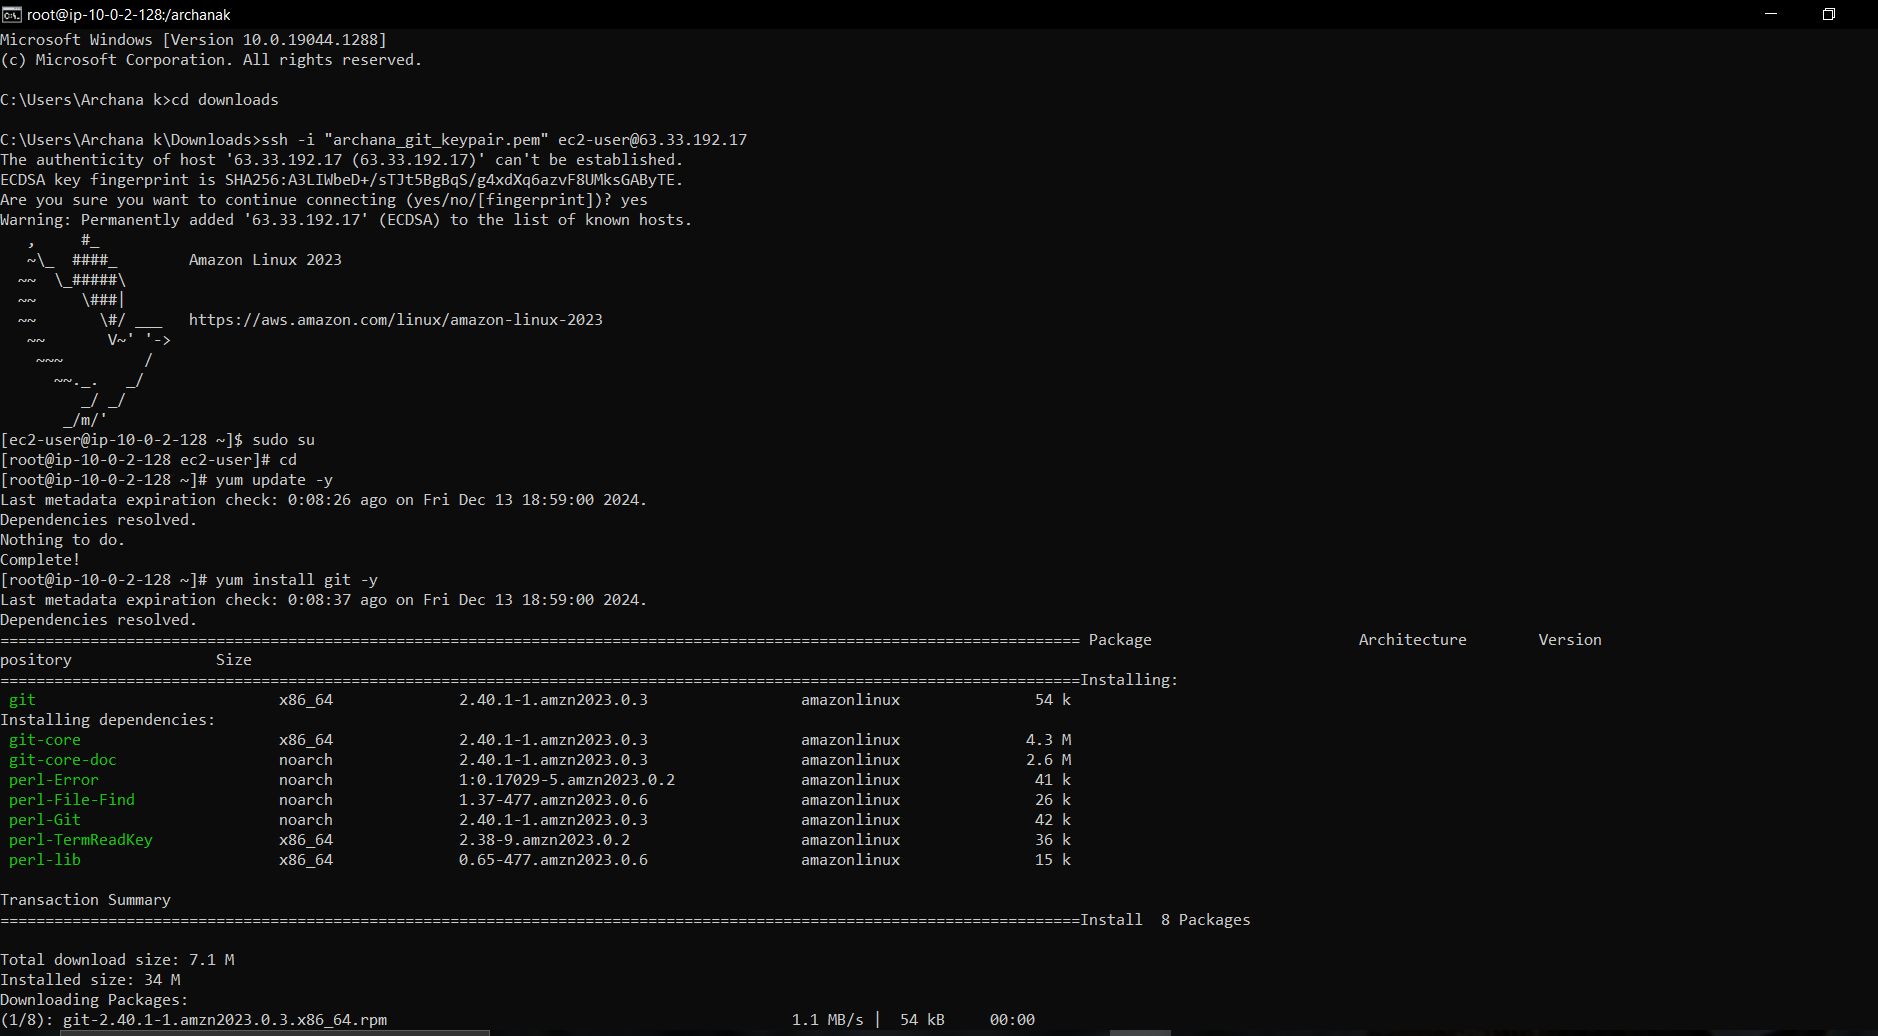 root@ip-10-0-2-128:/archanak
Microsoft Windows [Version 10.0.19044.1288]
(c) Microsoft Corporation. All rights reserved.

C:\Users\Archana k>cd downloads

C:\Users\Archana k\Downloads>ssh -i "archana_git_keypair.pem" ec2-user@63.33.192.17
The authenticity of host '63.33.192.17 (63.33.192.17)' can't be established.
ECDSA key fingerprint is SHA256:A3LIWbeD+/sTJt5BgBqS/g4xdXq6azvF8UMksGAByTE.
Are you sure you want to continue connecting (yes/no/[fingerprint])? yes
Warning: Permanently added '63.33.192.17' (ECDSA) to the list of known hosts.
   ,     #_
   ~\_  ####_        Amazon Linux 2023
  ~~  \_#####\
  ~~     \###|
  ~~       \#/ ___   https://aws.amazon.com/linux/amazon-linux-2023
   ~~       V~' '->
    ~~~         /
      ~~._.   _/
         _/ _/
       _/m/'
[ec2-user@ip-10-0-2-128 ~]$ sudo su
[root@ip-10-0-2-128 ec2-user]# cd
[root@ip-10-0-2-128 ~]# yum update -y
Last metadata expiration check: 0:08:26 ago on Fri Dec 13 18:59:00 2024.
Dependencies resolved.
Nothing to do.
Complete!
[root@ip-10-0-2-128 ~]# yum install git -y
Last metadata expiration check: 0:08:37 ago on Fri Dec 13 18:59:00 2024.
Dependencies resolved.
======================================================================================================================== Package                       Architecture        Version
pository                Size
========================================================================================================================Installing:
 git                           x86_64              2.40.1-1.amzn2023.0.3                 amazonlinux               54 k
Installing dependencies:
 git-core                      x86_64              2.40.1-1.amzn2023.0.3                 amazonlinux              4.3 M
 git-core-doc                  noarch              2.40.1-1.amzn2023.0.3                 amazonlinux              2.6 M
 perl-Error                    noarch              1:0.17029-5.amzn2023.0.2              amazonlinux               41 k
 perl-File-Find                noarch              1.37-477.amzn2023.0.6                 amazonlinux               26 k
 perl-Git                      noarch              2.40.1-1.amzn2023.0.3                 amazonlinux               42 k
 perl-TermReadKey              x86_64              2.38-9.amzn2023.0.2                   amazonlinux               36 k
 perl-lib                      x86_64              0.65-477.amzn2023.0.6                 amazonlinux               15 k

Transaction Summary
========================================================================================================================Install  8 Packages

Total download size: 7.1 M
Installed size: 34 M
Downloading Packages:
(1/8): git-2.40.1-1.amzn2023.0.3.x86_64.rpm                                             1.1 MB/s |  54 kB     00:00